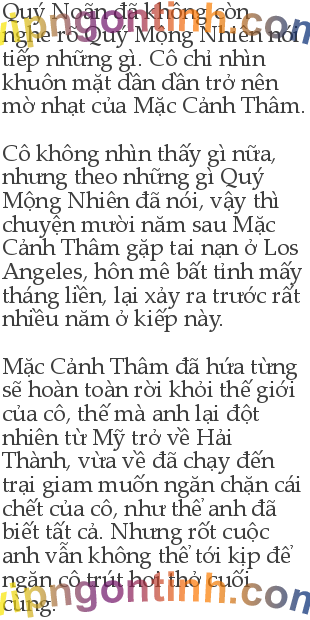 Quý Noãn đã không còn
nghe rõ Quý Mộng Nhiên nói
tiếp những gì. Cô chỉ nhìn
khuôn mặt dần dần trở nên
mờ nhạt của Mặc Cảnh Thâm.
Cô không nhìn thấy gì nữa,
nhưng theo những gì Quý
Mộng Nhiên đã nói, vậy thì
chuyện mười năm sau Mặc
Cảnh Thâm gặp tai nạn ở Los
Angeles, hôn mê bất tỉnh mấy
tháng liền, lại xảy ra trước rất
nhiều năm ở kiếp này.
Mặc Cảnh Thâm đã hứa từng
sẽ hoàn toàn rời khỏi thế giới
của cô, thế mà anh lại đột
nhiên từ Mỹ trở về Hải
Thành, vừa về đã chạy đến
trại giam muốn ngăn chặn cái
chết của cô, như thể anh đã
biết tất cả. Nhưng rốt cuộc
anh vẫn không thể tới kịp để
ngăn cô trút hơi thở cuối
cùng.